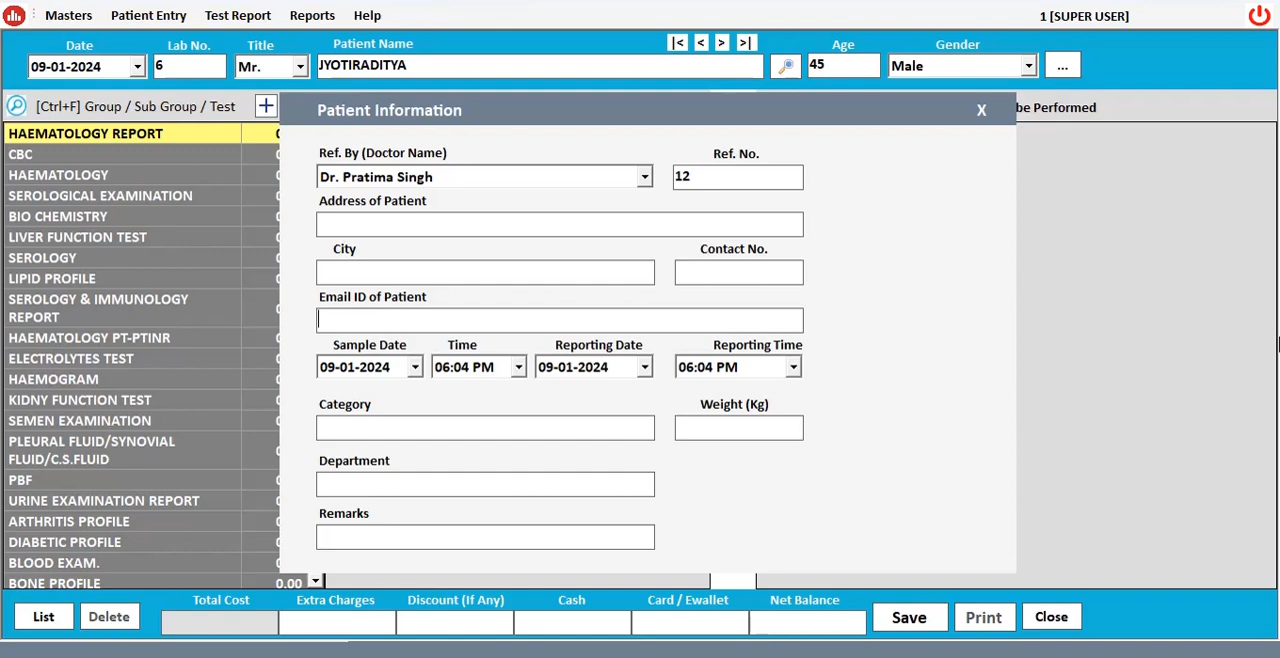 Masters Patient Entry Test Report Reports Help 1 [SUPER USER]
Date Lab No. Title Patient Name |< < > >| Age Gender
09-01-2024 6 Mr. JYOTIRADITYA 45 Male ...
[Ctrl+F] Group / Sub Group / Test + Patient Information X be Performed
HAEMATOLOGY REPORT
CBC
HAEMATOLOGY
SEROLOGICAL EXAMINATION
BIO CHEMISTRY
LIVER FUNCTION TEST
SEROLOGY
LIPID PROFILE
SEROLOGY & IMMUNOLOGY
REPORT
HAEMATOLOGY PT-PTINR
ELECTROLYTES TEST
HAEMOGRAM
KIDNY FUNCTION TEST
SEMEN EXAMINATION
PLEURAL FLUID/SYNOVIAL
FLUID/C.S.FLUID
PBF
URINE EXAMINATION REPORT
ARTHRITIS PROFILE
DIABETIC PROFILE
BLOOD EXAM.
BONE PROFILE 0.00
Ref. By (Doctor Name) Ref. No.
Dr. Pratima Singh 12
Address of Patient
City Contact No.
Email ID of Patient
Sample Date Time Reporting Date Reporting Time
09-01-2024 06:04 PM 09-01-2024 06:04 PM
Category Weight (Kg)
Department
Remarks
List Delete Total Cost Extra Charges Discount (If Any) Cash Card / Ewallet Net Balance Save Print Close